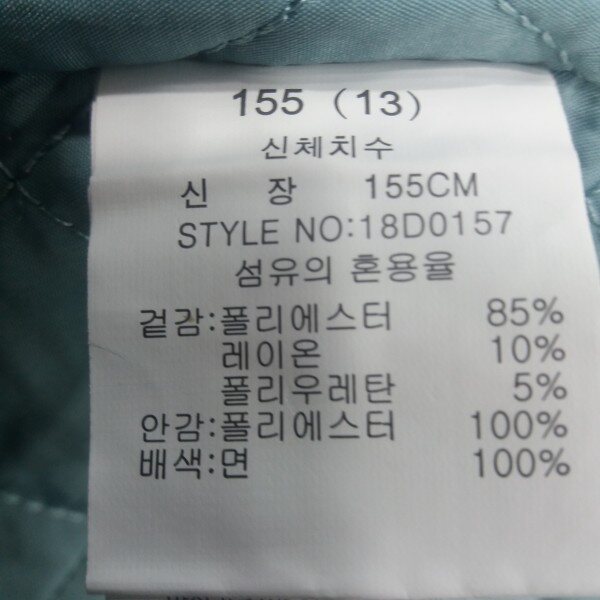 155 (13)
신체치수
신 장 155CM
STYLE NO:18D0157
섬유의 혼용율
겉감:폴리에스터 85%
레이온 10%
폴리우레탄 5%
안감:폴리에스터 100%
배색:면 100%